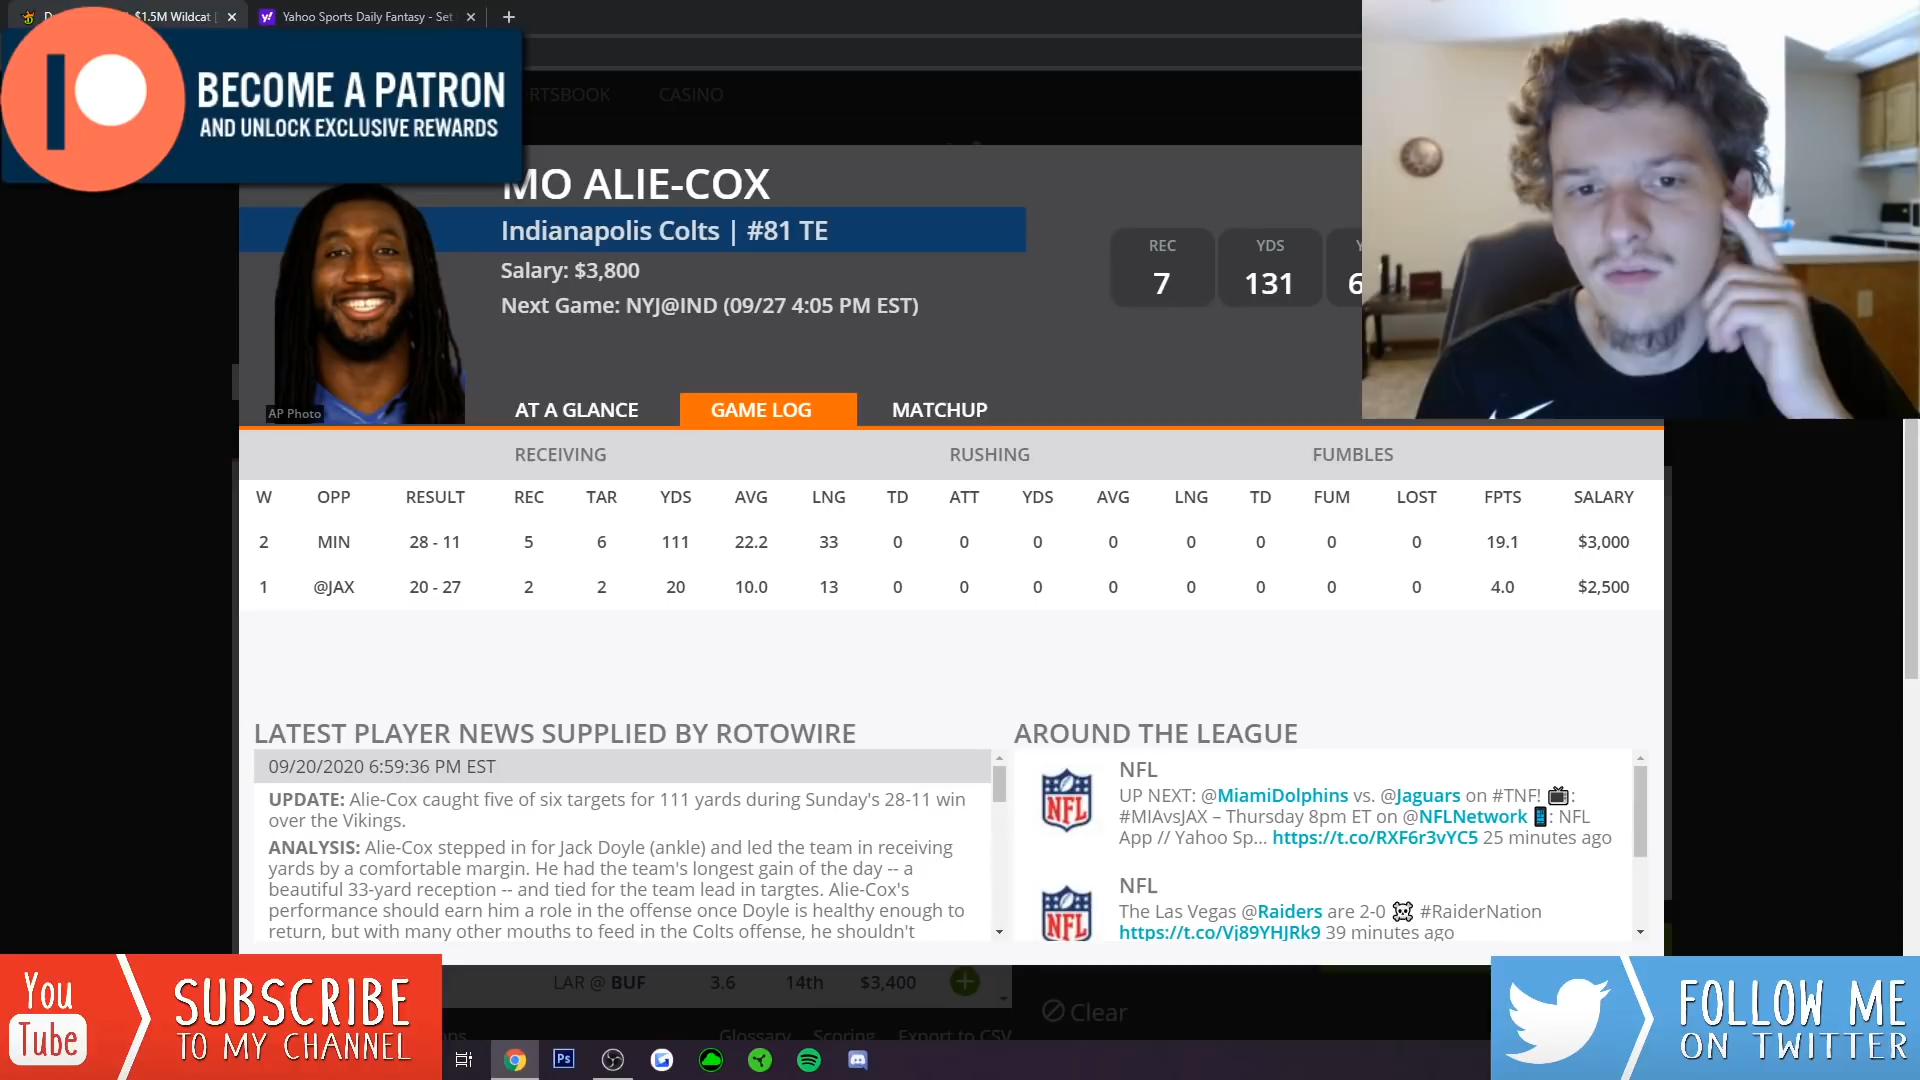 $1.5M Wildcat
Yahoo Sports Daily Fantasy - Set
BECOME A PATRON
AND UNLOCK EXCLUSIVE REWARDS
RTSBOOK CASINO
MO ALIE-COX
Indianapolis Colts | #81 TE
Salary: $3,800
Next Game: NYJ@IND (09/27 4:05 PM EST)
REC YDS Y
7 131 6
AP Photo
AT A GLANCE GAME LOG MATCHUP
RECEIVING RUSHING FUMBLES
W OPP RESULT REC TAR YDS AVG LNG TD ATT YDS AVG LNG TD FUM LOST FPTS SALARY
2 MIN 28 - 11 5 6 111 22.2 33 0 0 0 0 0 0 0 0 19.1 $3,000
1 @JAX 20 - 27 2 2 20 10.0 13 0 0 0 0 0 0 0 0 4.0 $2,500
LATEST PLAYER NEWS SUPPLIED BY ROTOWIRE
09/20/2020 6:59:36 PM EST
UPDATE: Alie-Cox caught five of six targets for 111 yards during Sunday's 28-11 win
over the Vikings.
ANALYSIS: Alie-Cox stepped in for Jack Doyle (ankle) and led the team in receiving
yards by a comfortable margin. He had the team's longest gain of the day -- a
beautiful 33-yard reception -- and tied for the team lead in targtes. Alie-Cox's
performance should earn him a role in the offense once Doyle is healthy enough to
return, but with many other mouths to feed in the Colts offense, he shouldn't
AROUND THE LEAGUE
NFL
UP NEXT: @MiamiDolphins vs. @Jaguars on #TNF! 📺:
#MIAvsJAX – Thursday 8pm ET on @NFLNetwork 📱: NFL
App // Yahoo Sp... https://t.co/RXF6r3vYC5 25 minutes ago
NFL
The Las Vegas @Raiders are 2-0 ☠ #RaiderNation
https://t.co/Vj89YHJRk9 39 minutes ago
LAR @ BUF 3.6 14th $3,400
Clear
Glossary Scoring Export to CSV
You
Tube
SUBSCRIBE
TO MY CHANNEL
Ps
FOLLOW ME
ON TWITTER